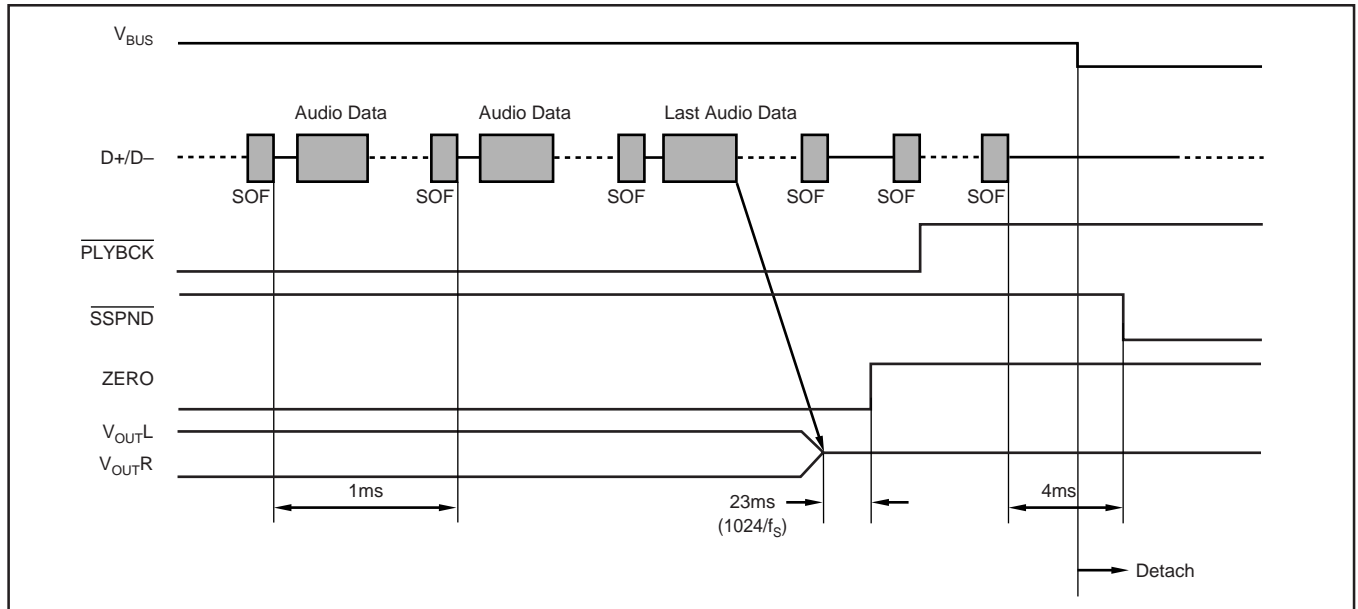 VBUS
Audio Data Audio Data Last Audio Data
D+/D–
SOF SOF SOF SOF SOF SOF
PLYBCK
SSPND
ZERO
VOUTL
VOUTR
1ms
23ms
(1024/fS)
4ms
Detach